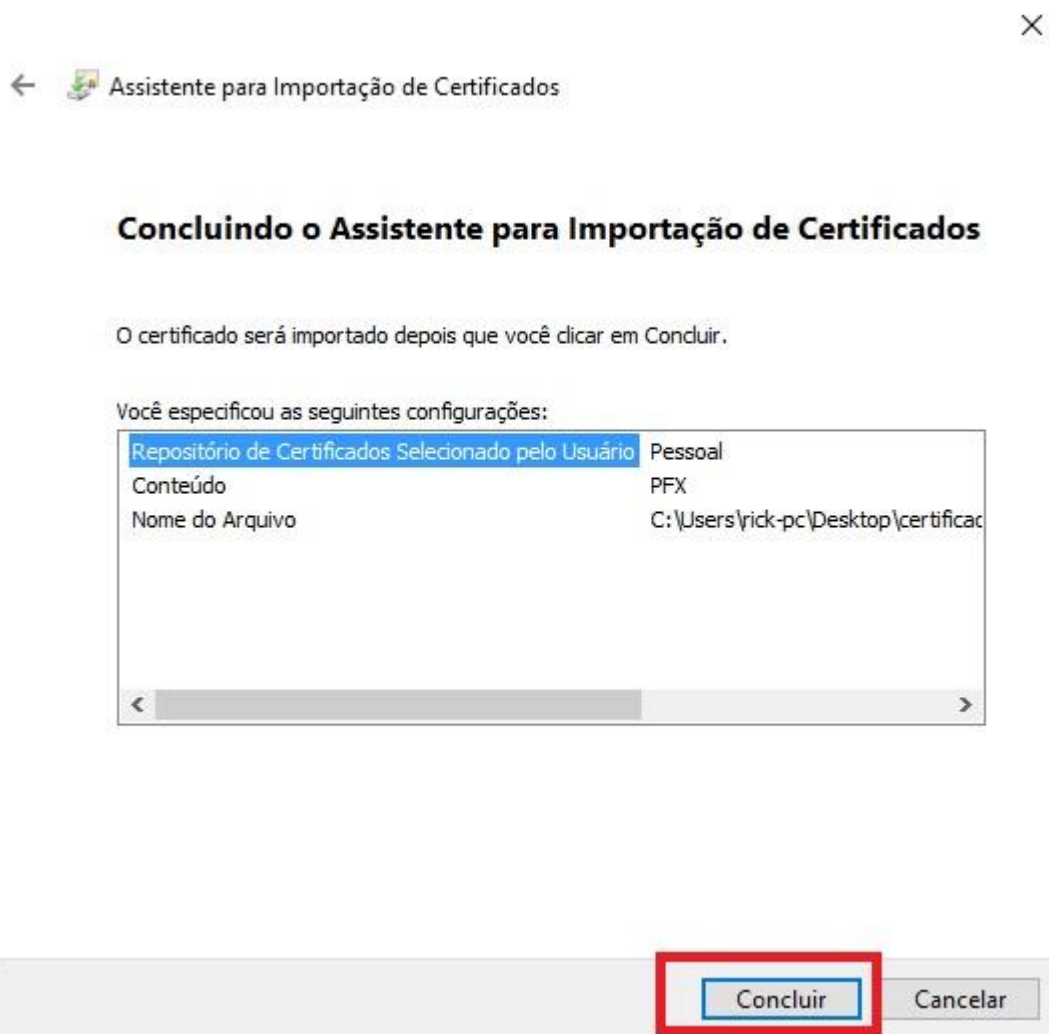 Assistente para Importação de Certificados
Concluindo o Assistente para Importação de Certificados
O certificado será importado depois que você clicar em Concluir.
Você especificou as seguintes configurações:
Repositório de Certificados Selecionado pelo Usuário Pessoal
Conteúdo PFX
Nome do Arquivo C:\Users\rick-pc\Desktop\certificac
Concluir Cancelar